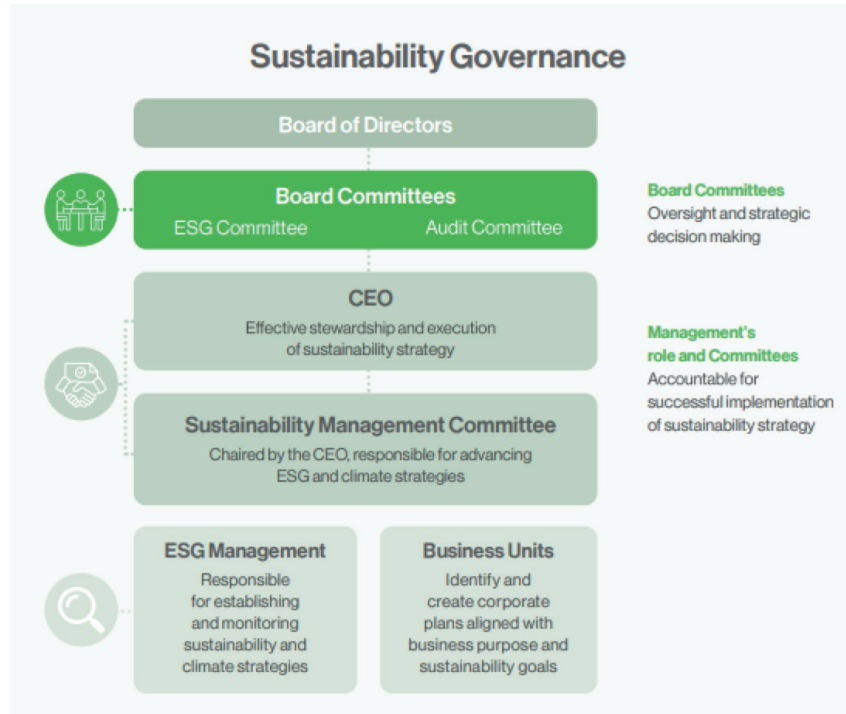 Sustainability Governance
Board of Directors
Board Committees
ESG Committee
Audit Committee
Board Committees
Oversight and strategic
decision making
CEO
Effective stewardship and execution
of sustainability strategy
Management's
role and Committees
Accountable for
successful implementation
of sustainability strategy
Sustainability Management Committee
Chaired by the CEO, responsible for advancing
ESG and climate strategies
ESG Management
Responsible
for establishing
and monitoring
sustainability and
climate strategies
Business Units
Identify and
create corporate
plans aligned with
business purpose and
sustainability goals